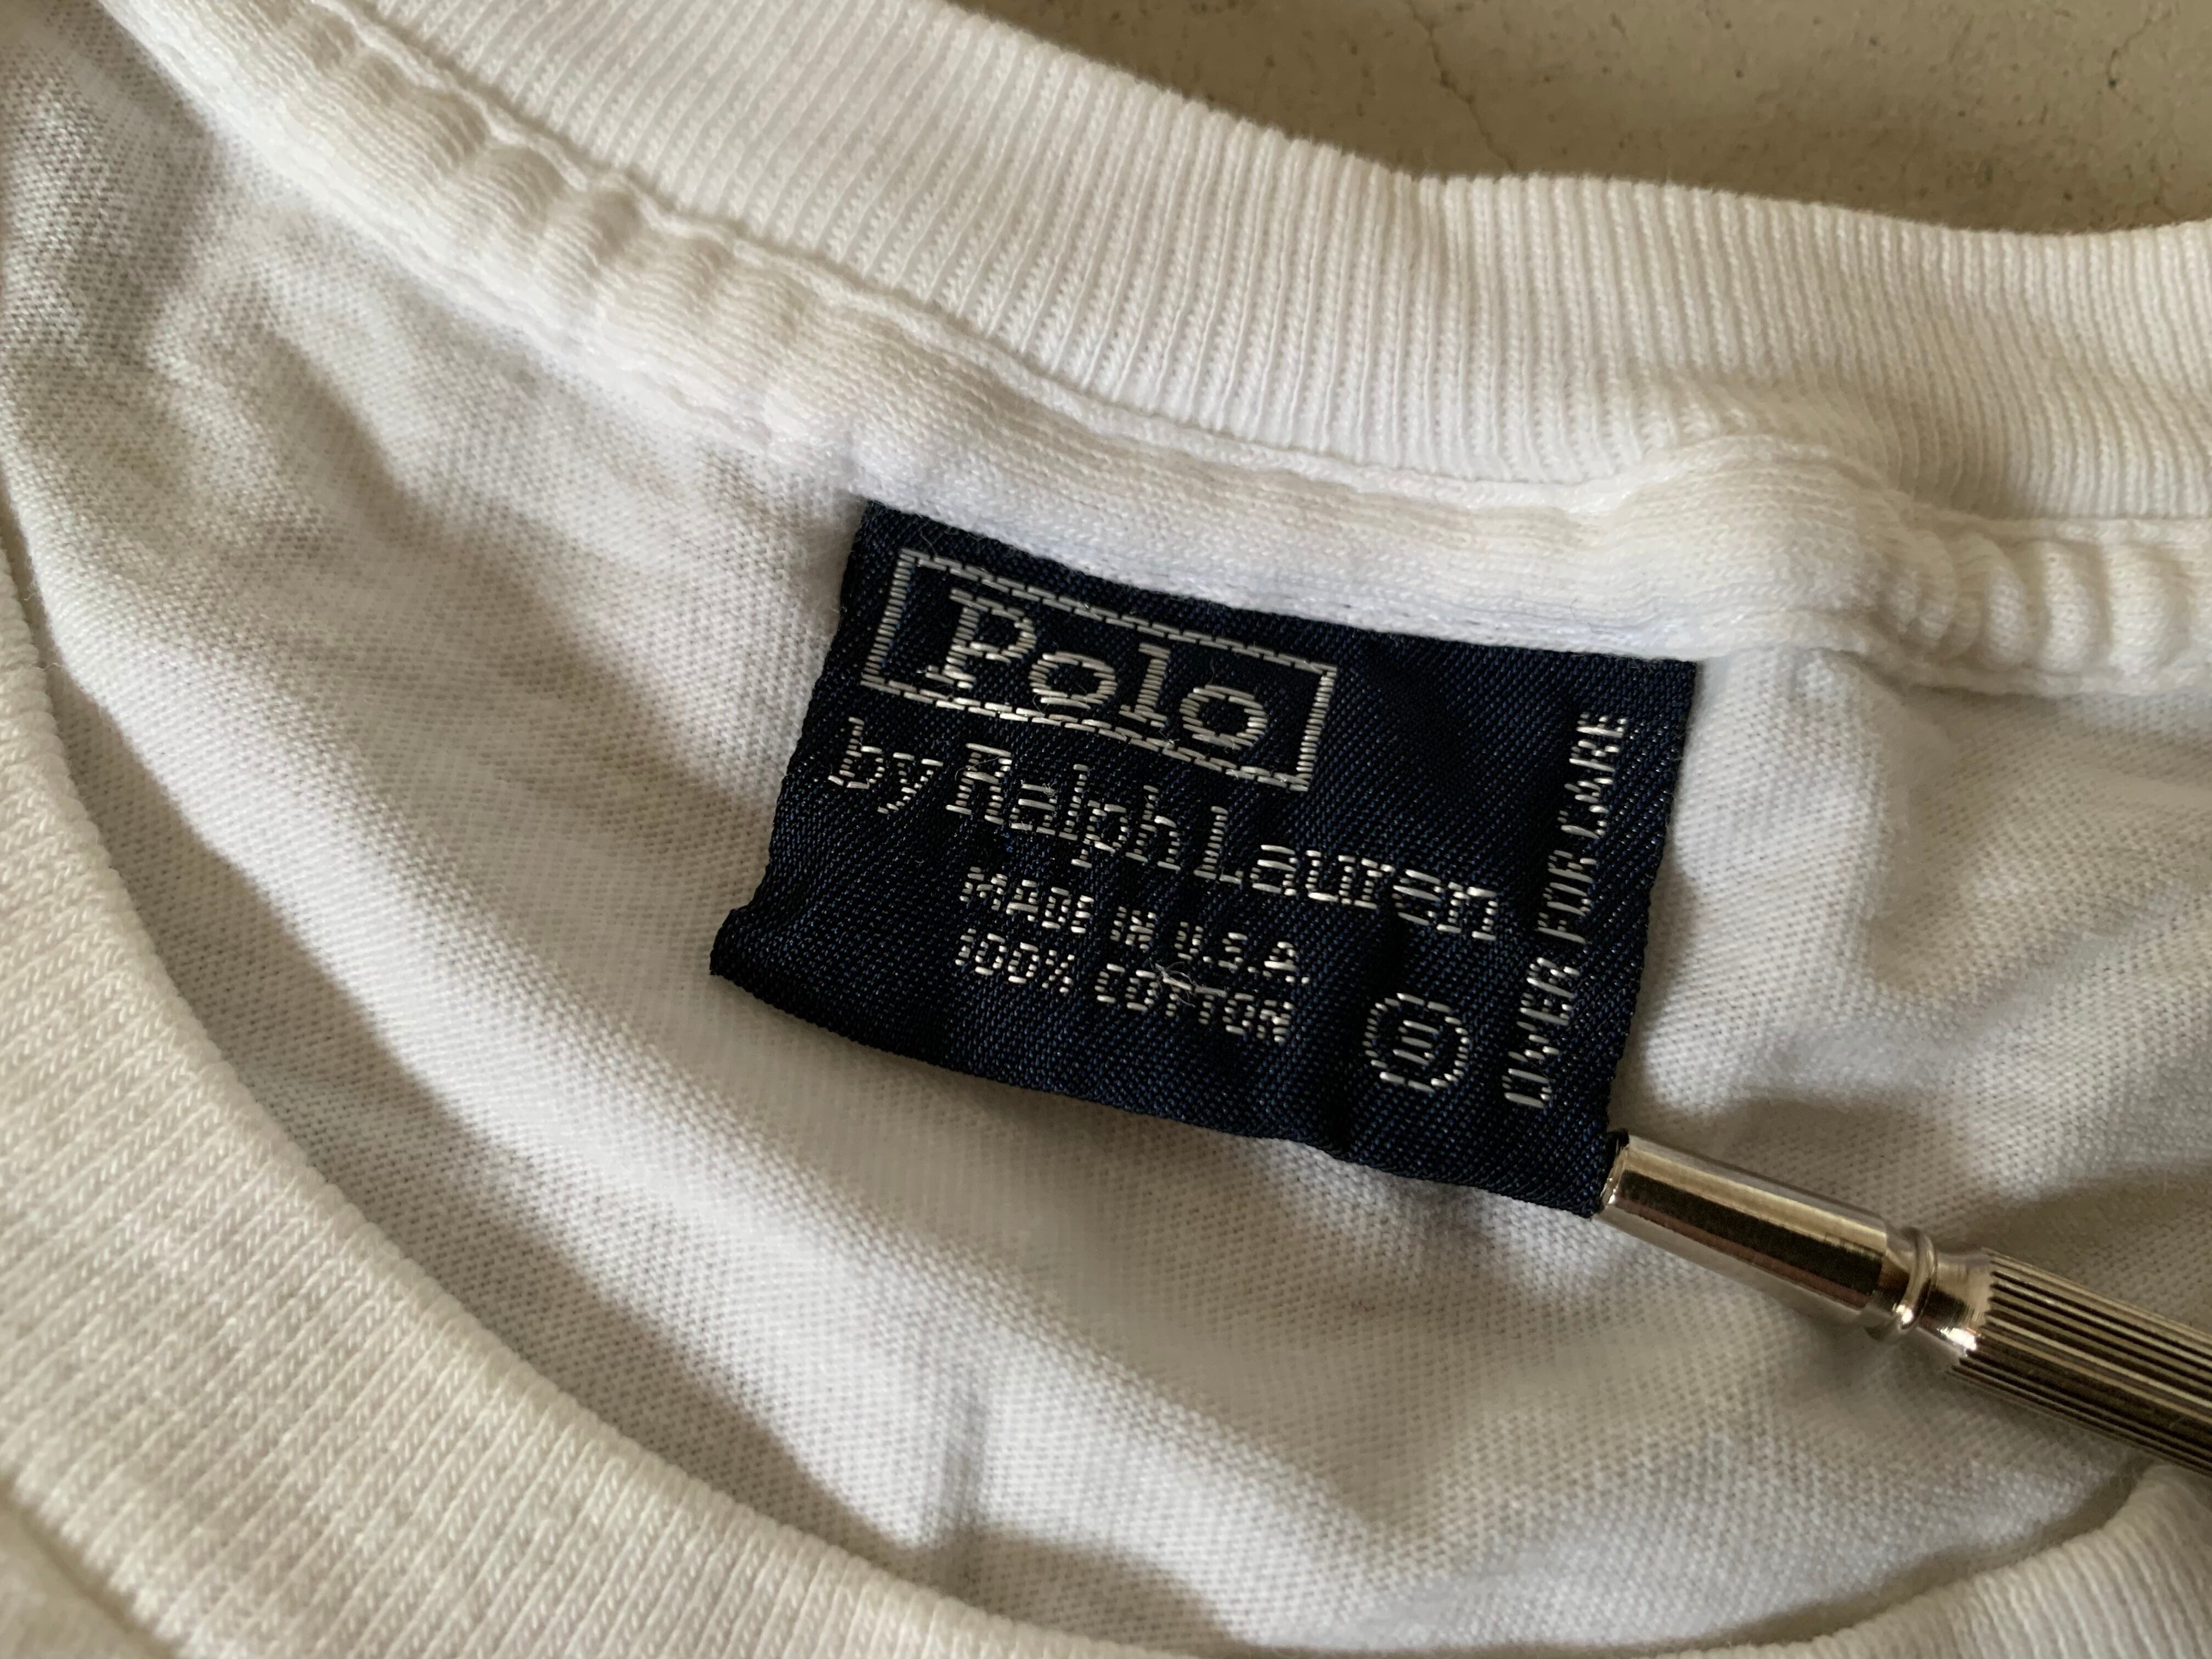 Polo
by Ralph Lauren
MADE IN U.S.A.
100% COTTON
OVER FOR CARE